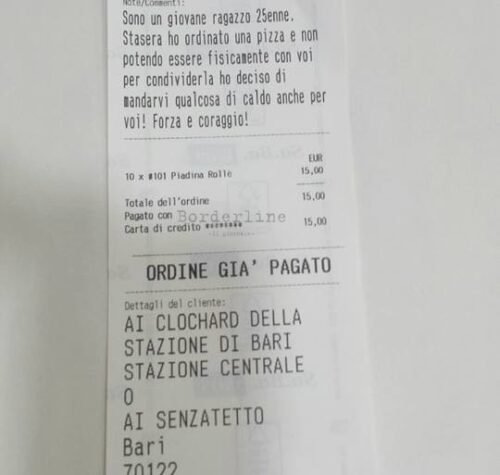 Note/Commenti:
Sono un giovane ragazzo 25enne.
Stasera ho ordinato una pizza e non
potendo essere fisicamente con voi
per condividerla ho deciso di
mandarvi qualcosa di caldo anche per
voi! Forza e coraggio!
EUR
10 x #101 Piadina Rolle 15,00
Totale dell'ordine 15,00
Pagato con Borderline
Carta di credito ******** 15,00
ORDINE GIA' PAGATO
Dettagli del cliente:
AI CLOCHARD DELLA
STAZIONE DI BARI
STAZIONE CENTRALE
O
AI SENZATETTO
Bari
70122